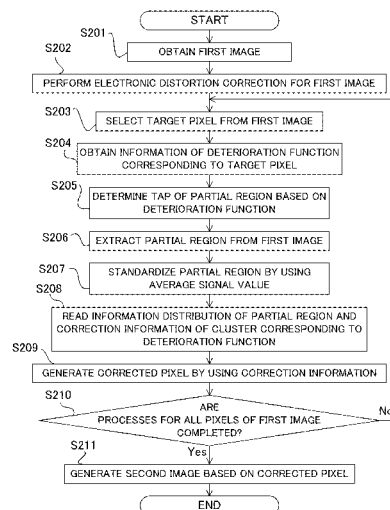 START
S201
OBTAIN FIRST IMAGE
S202
PERFORM ELECTRONIC DISTORTION CORRECTION FOR FIRST IMAGE
S203
SELECT TARGET PIXEL FROM FIRST IMAGE
S204
OBTAIN INFORMATION OF DETERIORATION FUNCTION
CORRESPONDING TO TARGET PIXEL
S205
DETERMINE TAP OF PARTIAL REGION BASED ON
DETERIORATION FUNCTION
S206
EXTRACT PARTIAL REGION FROM FIRST IMAGE
S207
STANDARDIZE PARTIAL REGION BY USING
AVERAGE SIGNAL VALUE
S208
READ INFORMATION DISTRIBUTION OF PARTIAL REGION AND
CORRECTION INFORMATION OF CLUSTER CORRESPONDING TO
DETERIORATION FUNCTION
S209
GENERATE CORRECTED PIXEL BY USING CORRECTION INFORMATION
S210
ARE
PROCESSES FOR ALL PIXELS OF FIRST IMAGE
COMPLETED?
No
Yes
S211
GENERATE SECOND IMAGE BASED ON CORRECTED PIXEL
END